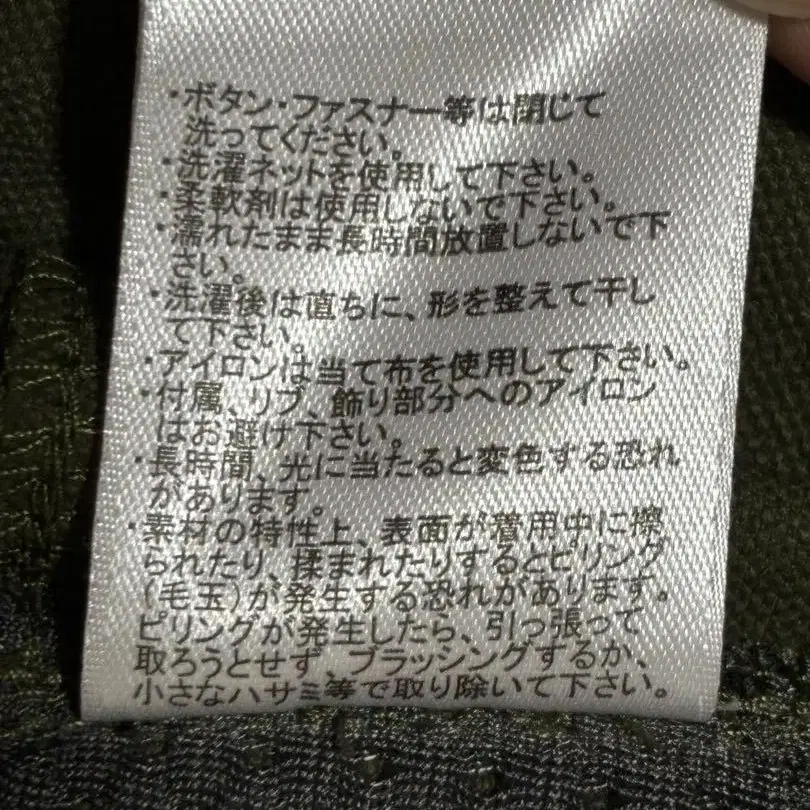 ・ボタン・ファスナー等は閉じて
洗ってください。
・洗濯ネットを使用して下さい。
・柔軟剤は使用しないで下さい。
・濡れたまま長時間放置しないで下
さい。
・洗濯後は直ちに、形を整えて干し
て下さい。
・アイロンは当て布を使用して下さい。
・付属、リブ、飾り部分へのアイロン
はお避け下さい。
・長時間、光に当たると変色する恐れ
があります。
・素材の特性上、表面が着用中に擦
られたり、揉まれたりするとピリング
(毛玉)が発生する恐れがあります。
ピリングが発生したら、引っ張って
取ろうとせず、ブラッシングするか、
小さなハサミ等で取り除いて下さい。